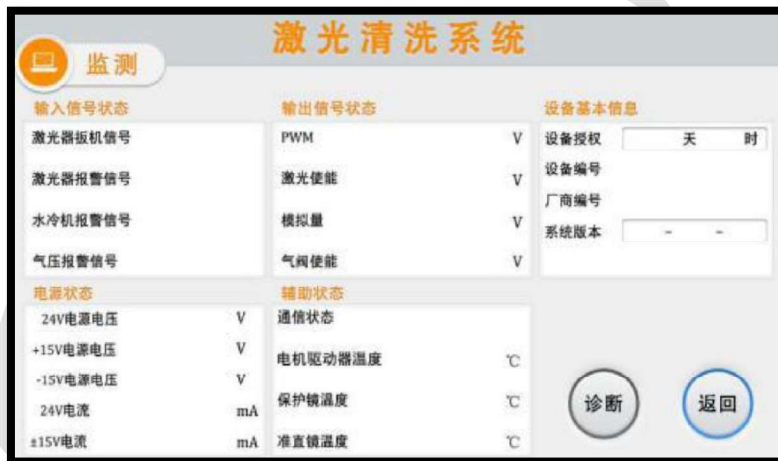 激光清洗系统
监测
输入信号状态
激光器扳机信号
激光器报警信号
水冷机报警信号
气压报警信号
输出信号状态
PWM V
激光使能 V
模拟量 V
气阀使能 V
设备基本信息
设备授权 天 时
设备编号
厂商编号
系统版本 - -
电源状态
24V电源电压 V
+15V电源电压 V
-15V电源电压 V
24V电流 mA
±15V电流 mA
辅助状态
通信状态
电机驱动器温度 ℃
保护镜温度 ℃
准直镜温度 ℃
诊断
返回